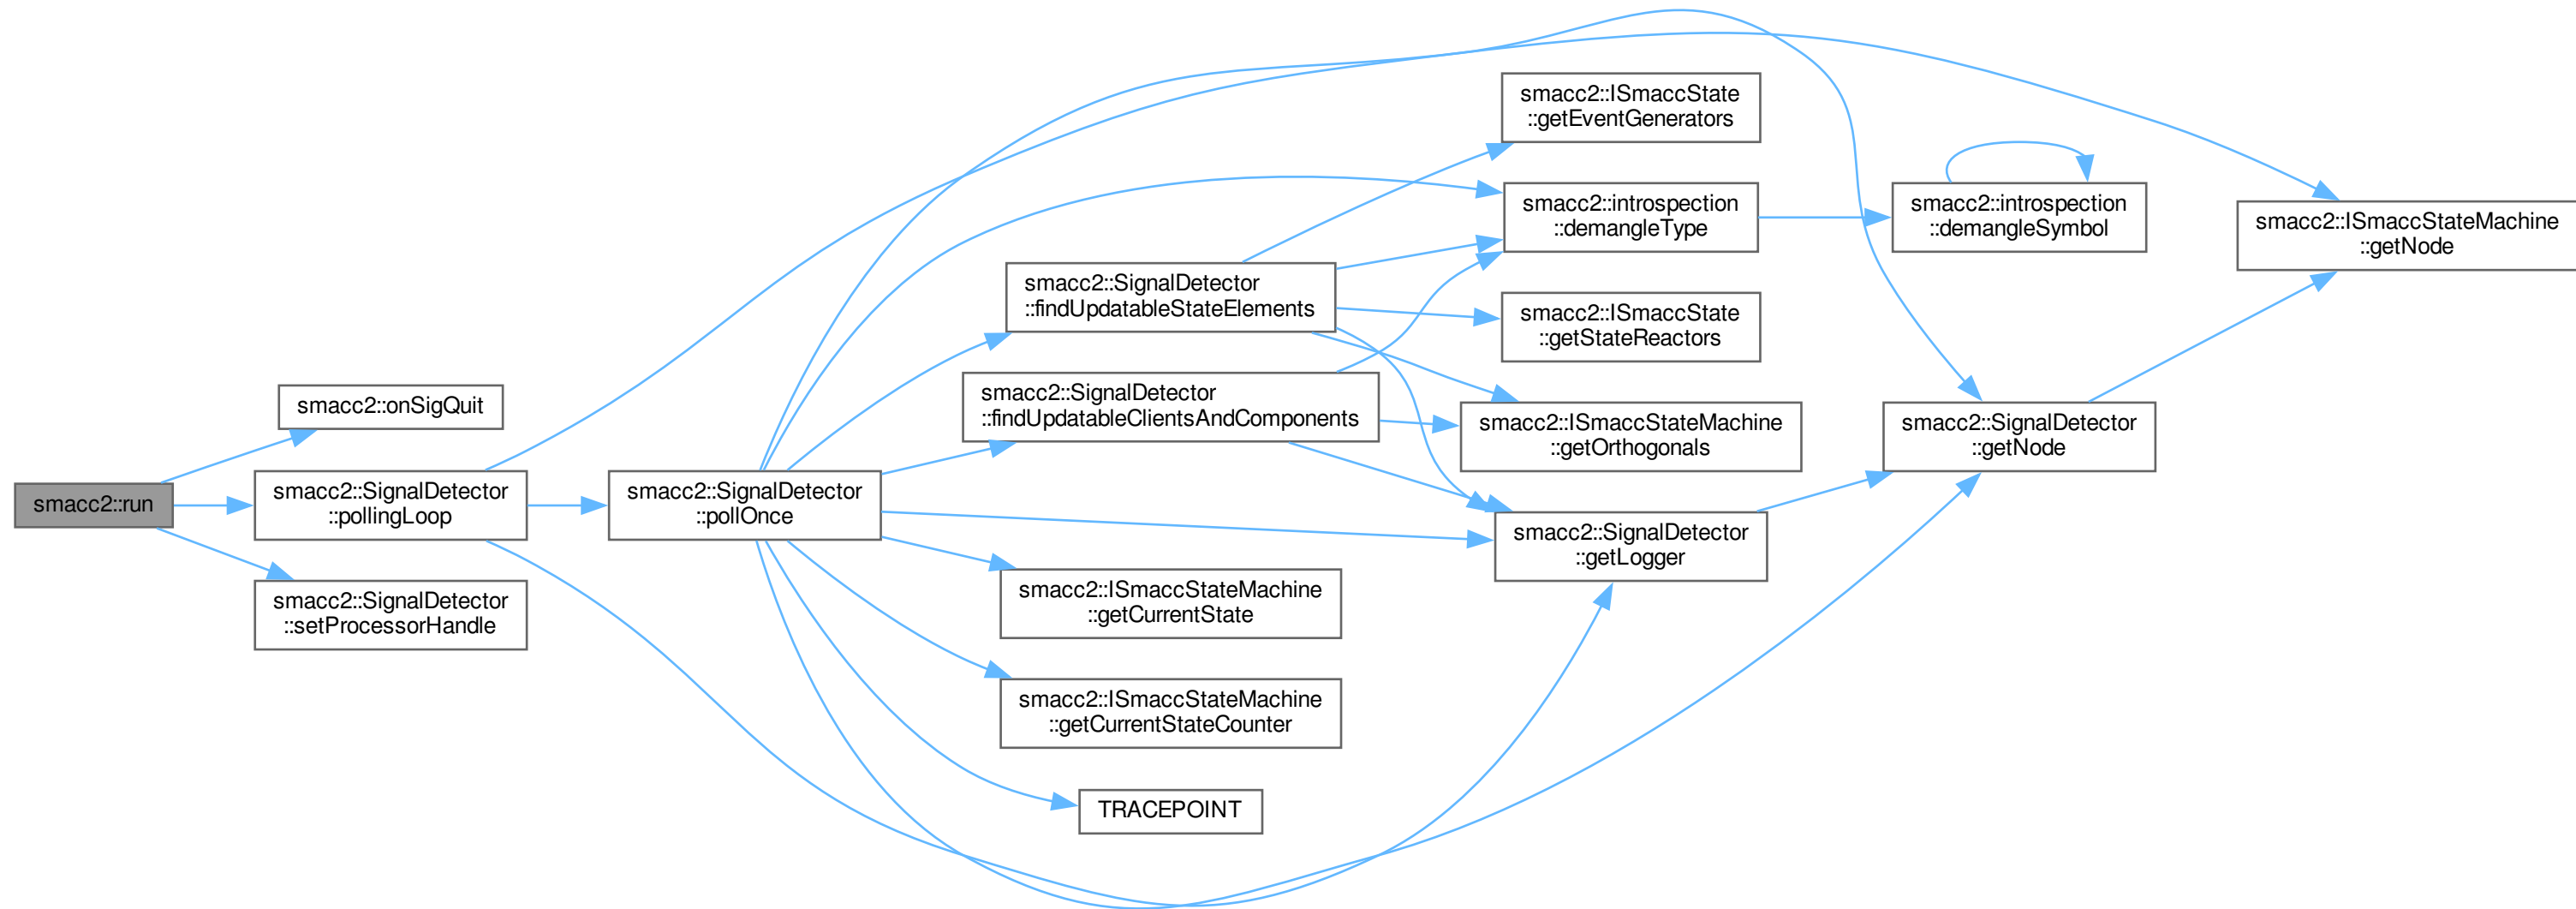 smacc2::run
smacc2::onSigQuit
smacc2::SignalDetector
::pollingLoop
smacc2::SignalDetector
::setProcessorHandle
smacc2::SignalDetector
::pollOnce
smacc2::SignalDetector
::findUpdatableStateElements
smacc2::SignalDetector
::findUpdatableClientsAndComponents
smacc2::ISmaccStateMachine
::getCurrentState
smacc2::ISmaccStateMachine
::getCurrentStateCounter
TRACEPOINT
smacc2::ISmaccState
::getEventGenerators
smacc2::introspection
::demangleType
smacc2::ISmaccState
::getStateReactors
smacc2::ISmaccStateMachine
::getOrthogonals
smacc2::SignalDetector
::getLogger
smacc2::introspection
::demangleSymbol
smacc2::SignalDetector
::getNode
smacc2::ISmaccStateMachine
::getNode